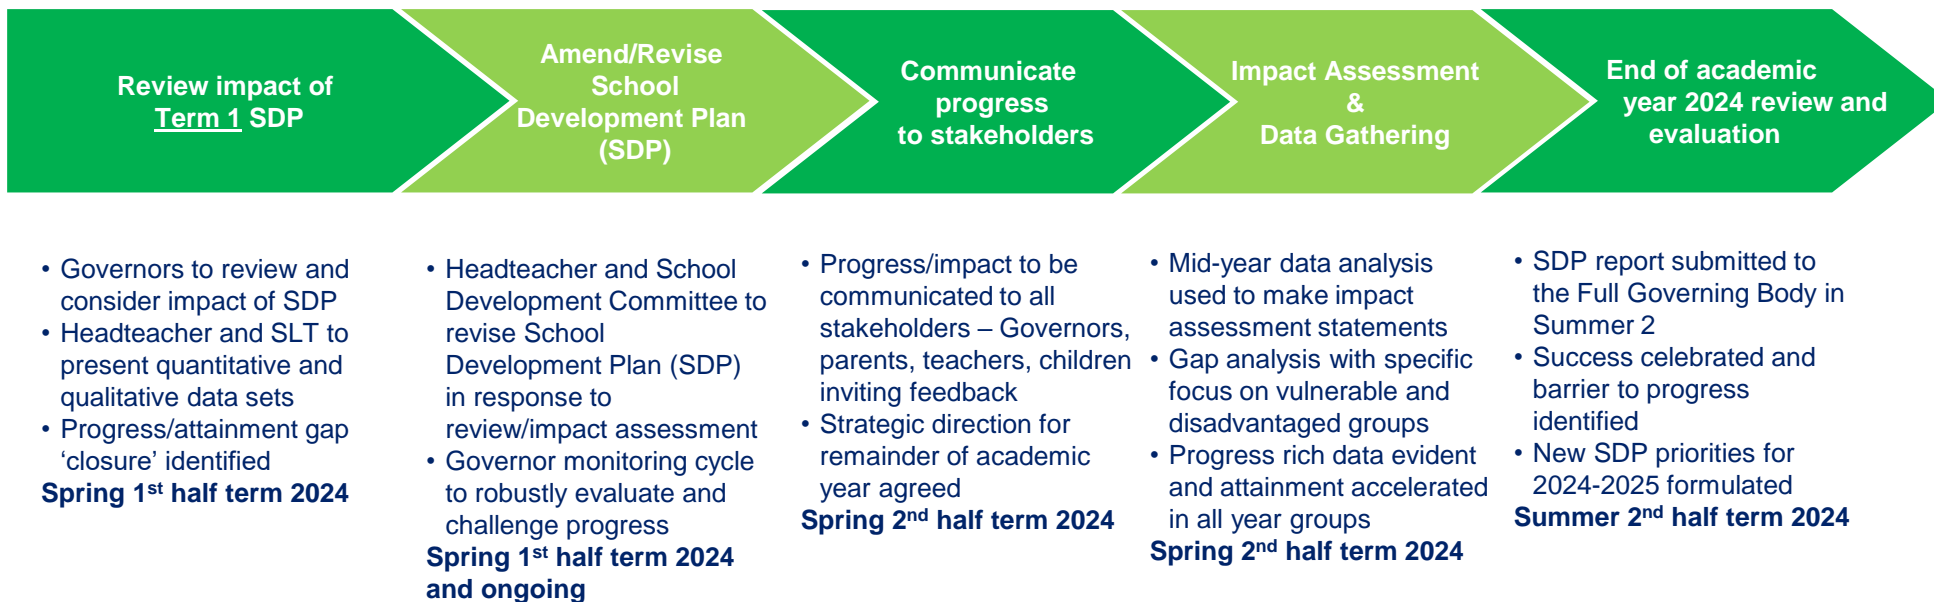 Review impact of
Term 1 SDP
Amend/Revise
School
Development Plan
(SDP)
Communicate
progress
to stakeholders
Impact Assessment
&
Data Gathering
End of academic
year 2024 review and
evaluation
• Governors to review and
consider impact of SDP
• Headteacher and SLT to
present quantitative and
qualitative data sets
• Progress/attainment gap
‘closure’ identified
Spring 1st half term 2024
• Headteacher and School
Development Committee to
revise School
Development Plan (SDP)
in response to
review/impact assessment
• Governor monitoring cycle
to robustly evaluate and
challenge progress
Spring 1st half term 2024
and ongoing
• Progress/impact to be
communicated to all
stakeholders – Governors,
parents, teachers, children
inviting feedback
• Strategic direction for
remainder of academic
year agreed
Spring 2nd half term 2024
• Mid-year data analysis
used to make impact
assessment statements
• Gap analysis with specific
focus on vulnerable and
disadvantaged groups
• Progress rich data evident
and attainment accelerated
in all year groups
Spring 2nd half term 2024
• SDP report submitted to
the Full Governing Body in
Summer 2
• Success celebrated and
barrier to progress
identified
• New SDP priorities for
2024-2025 formulated
Summer 2nd half term 2024